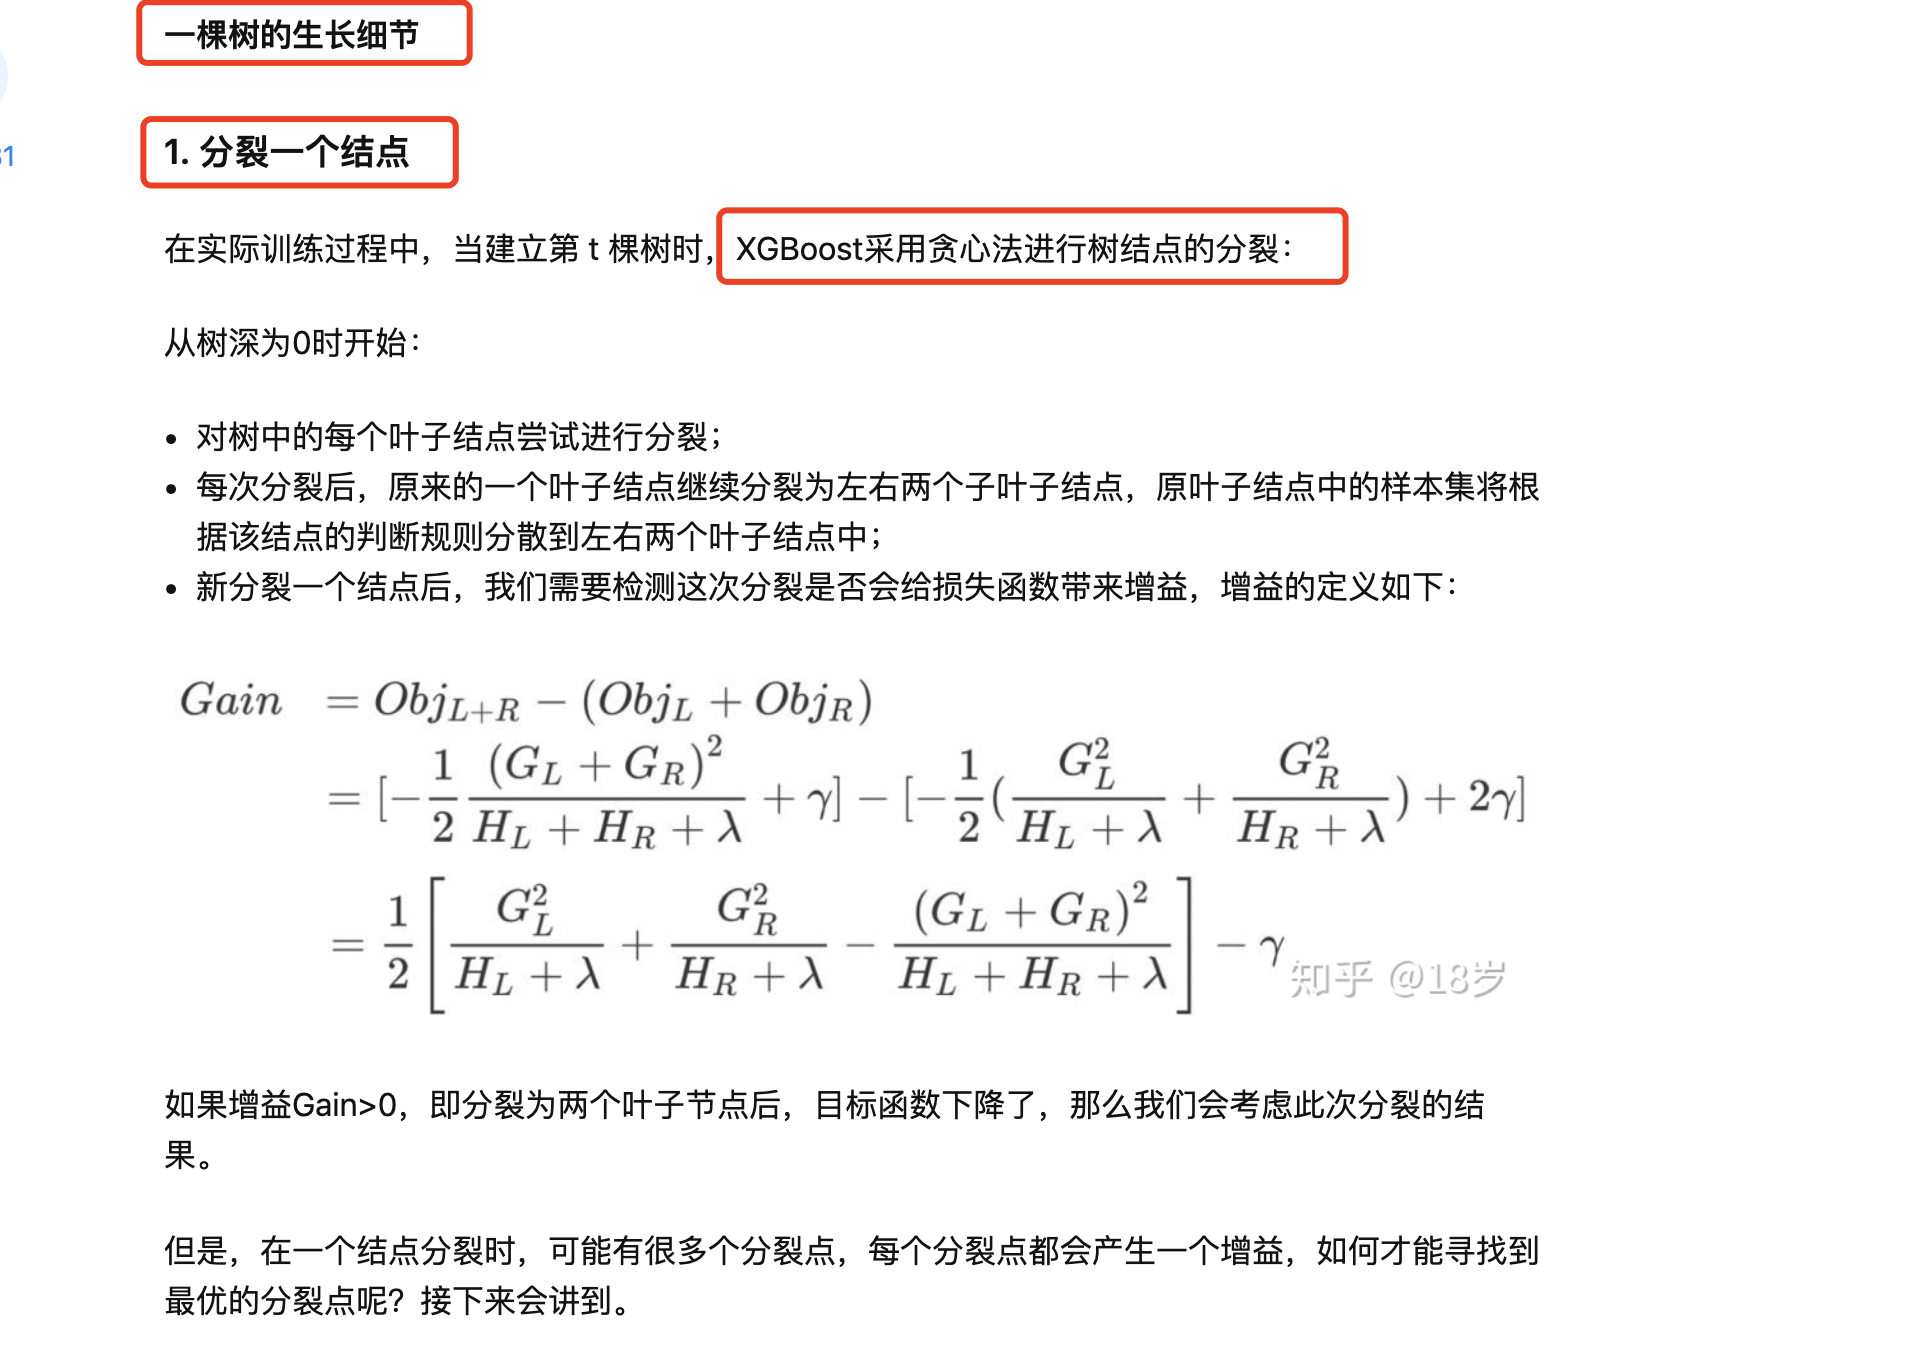 一棵树的生长细节
1. 分裂一个结点
31
在实际训练过程中，当建立第 t 棵树时，XGBoost采用贪心法进行树结点的分裂：
从树深为0时开始：
• 对树中的每个叶子结点尝试进行分裂；
• 每次分裂后，原来的一个叶子结点继续分裂为左右两个子叶子结点，原叶子结点中的样本集将根
据该结点的判断规则分散到左右两个叶子结点中；
• 新分裂一个结点后，我们需要检测这次分裂是否会给损失函数带来增益，增益的定义如下：
$Gain = Obj_{L+R} - (Obj_L + Obj_R)$
$= [-\frac{1}{2}\frac{(G_L + G_R)^2}{H_L + H_R + \lambda} + \gamma] - [-\frac{1}{2}(\frac{G_L^2}{H_L + \lambda} + \frac{G_R^2}{H_R + \lambda}) + 2\gamma]$
$= \frac{1}{2}\left[\frac{G_L^2}{H_L + \lambda} + \frac{G_R^2}{H_R + \lambda} - \frac{(G_L + G_R)^2}{H_L + H_R + \lambda}\right] - \gamma$
知乎 @18岁
如果增益Gain>0，即分裂为两个叶子节点后，目标函数下降了，那么我们会考虑此次分裂的结
果。
但是，在一个结点分裂时，可能有很多个分裂点，每个分裂点都会产生一个增益，如何才能寻找到
最优的分裂点呢？接下来会讲到。